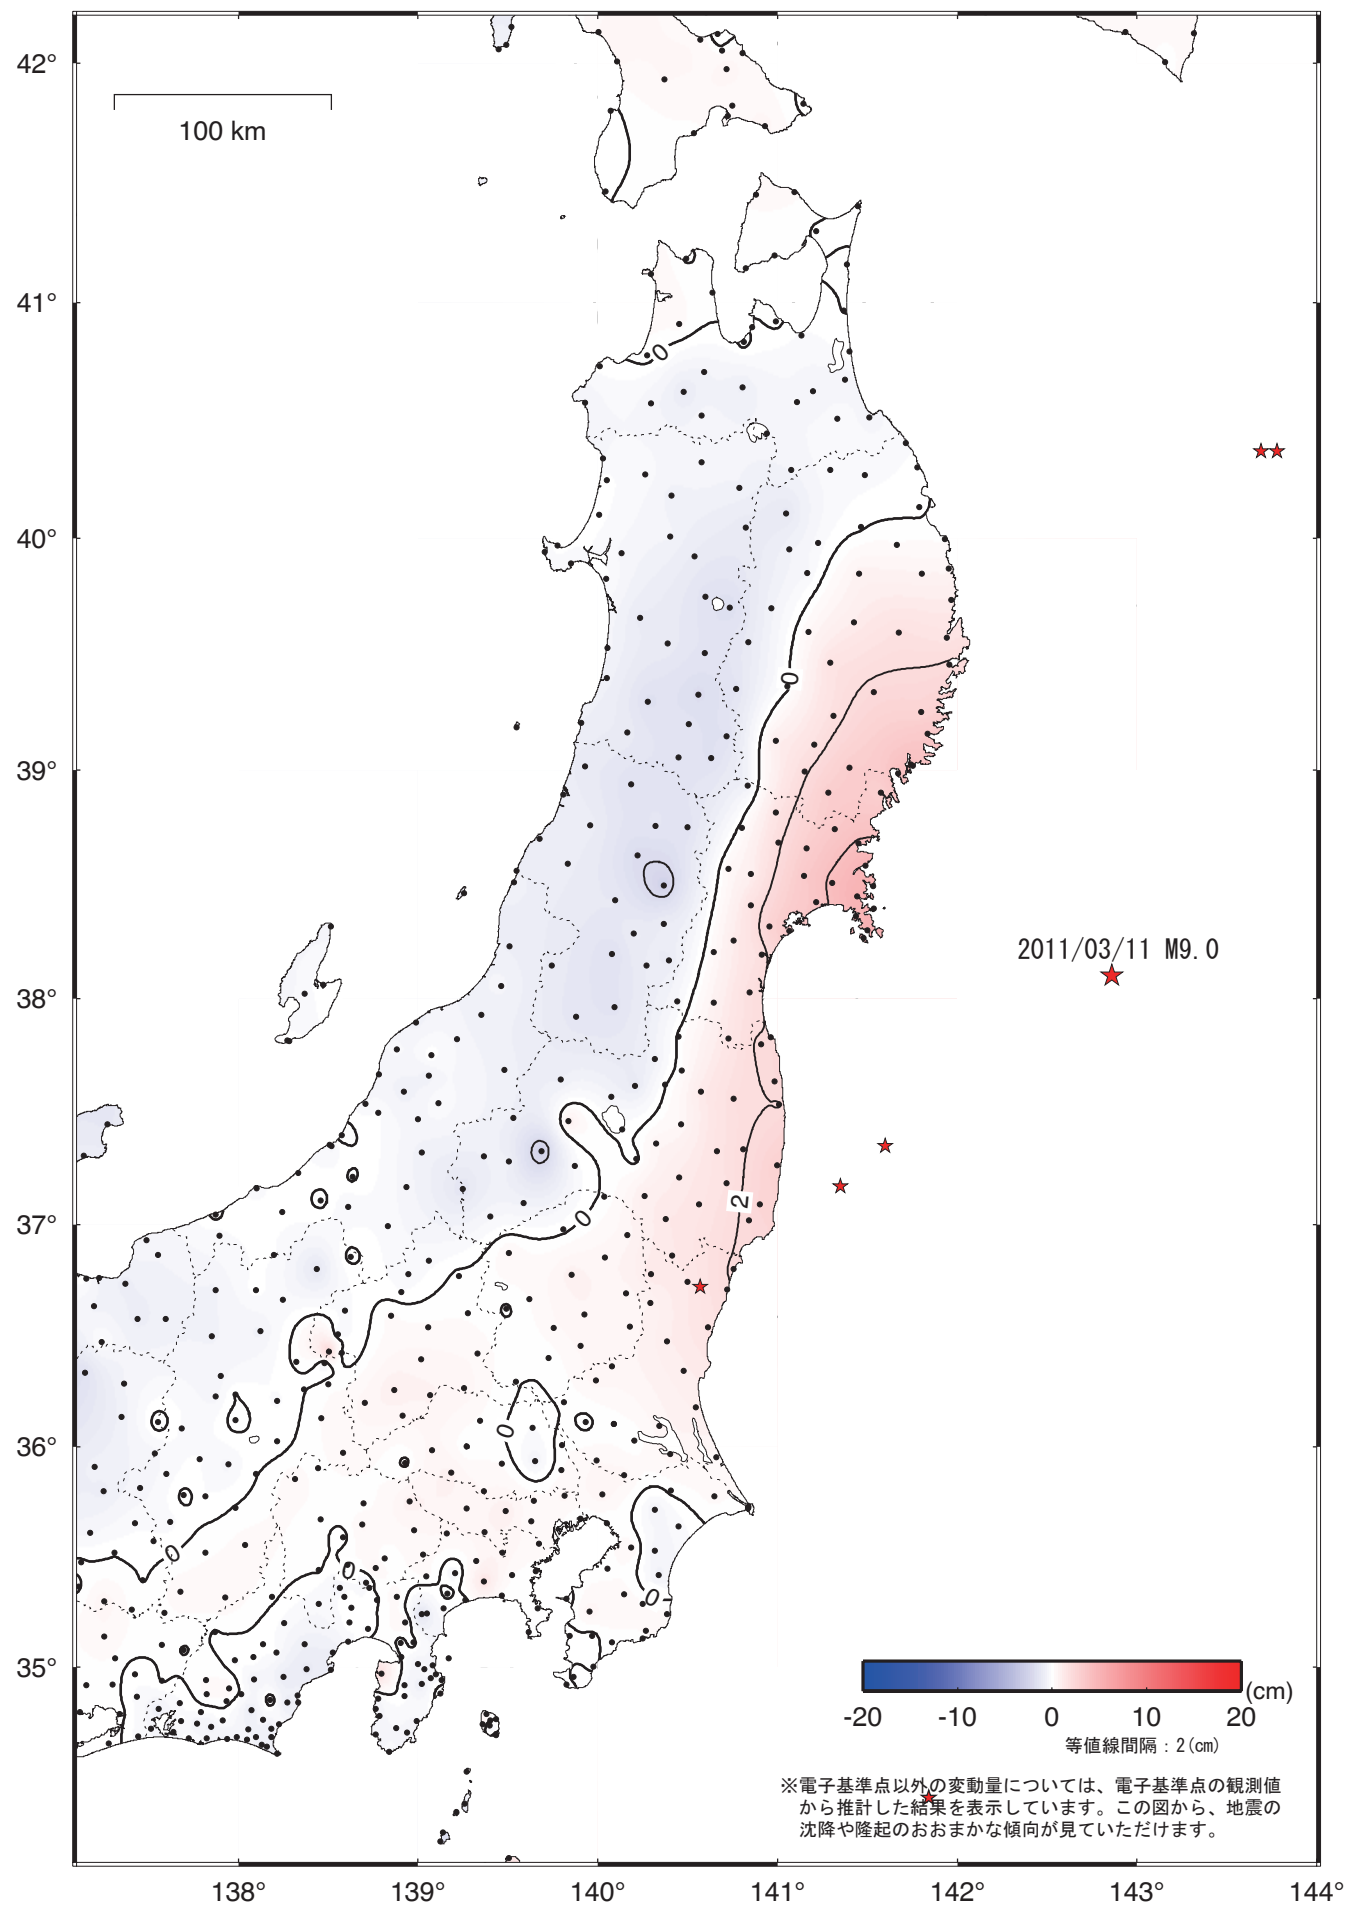 42°
100 km
41°
0
40°
0
39°
2011/03/11 M9.0
38°
2
37°
0
0
36°
0
0
0
35°
(cm)
-20 -10 0 10 20
等値線間隔：2(cm)
※電子基準点以外の変動量については、電子基準点の観測値
から推計した結果を表示しています。この図から、地震の
沈降や隆起のおおまかな傾向が見ていただけます。
138° 139° 140° 141° 142° 143° 144°